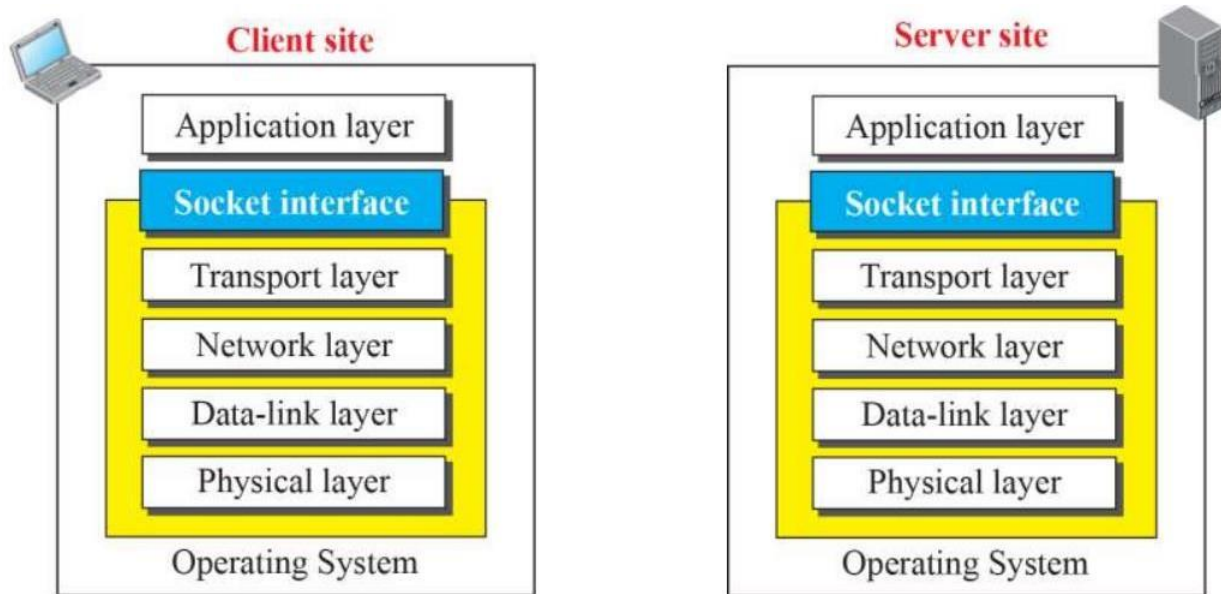 Client site
Application layer
Socket interface
Transport layer
Network layer
Data-link layer
Physical layer
Operating System
Server site
Application layer
Socket interface
Transport layer
Network layer
Data-link layer
Physical layer
Operating System